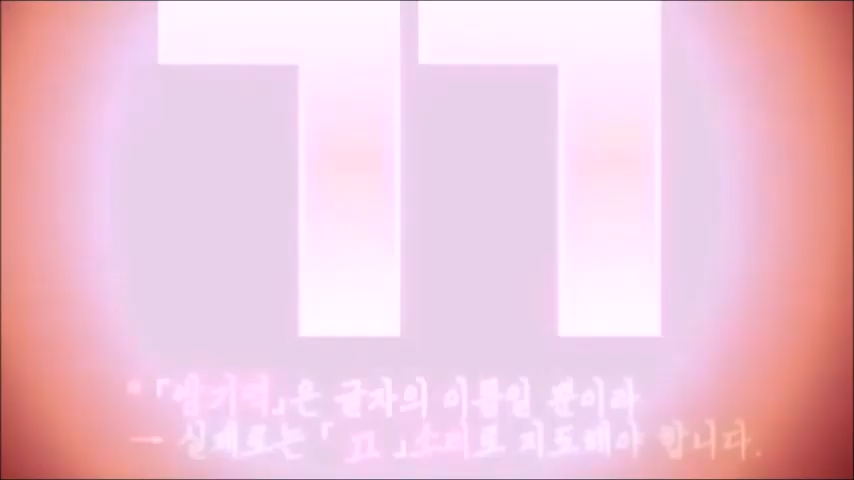 ㄲ
* 「쌍기역」은 글자의 이름일 뿐이라
— 실제로는 「ㄲ」소리로 지도해야 합니다.